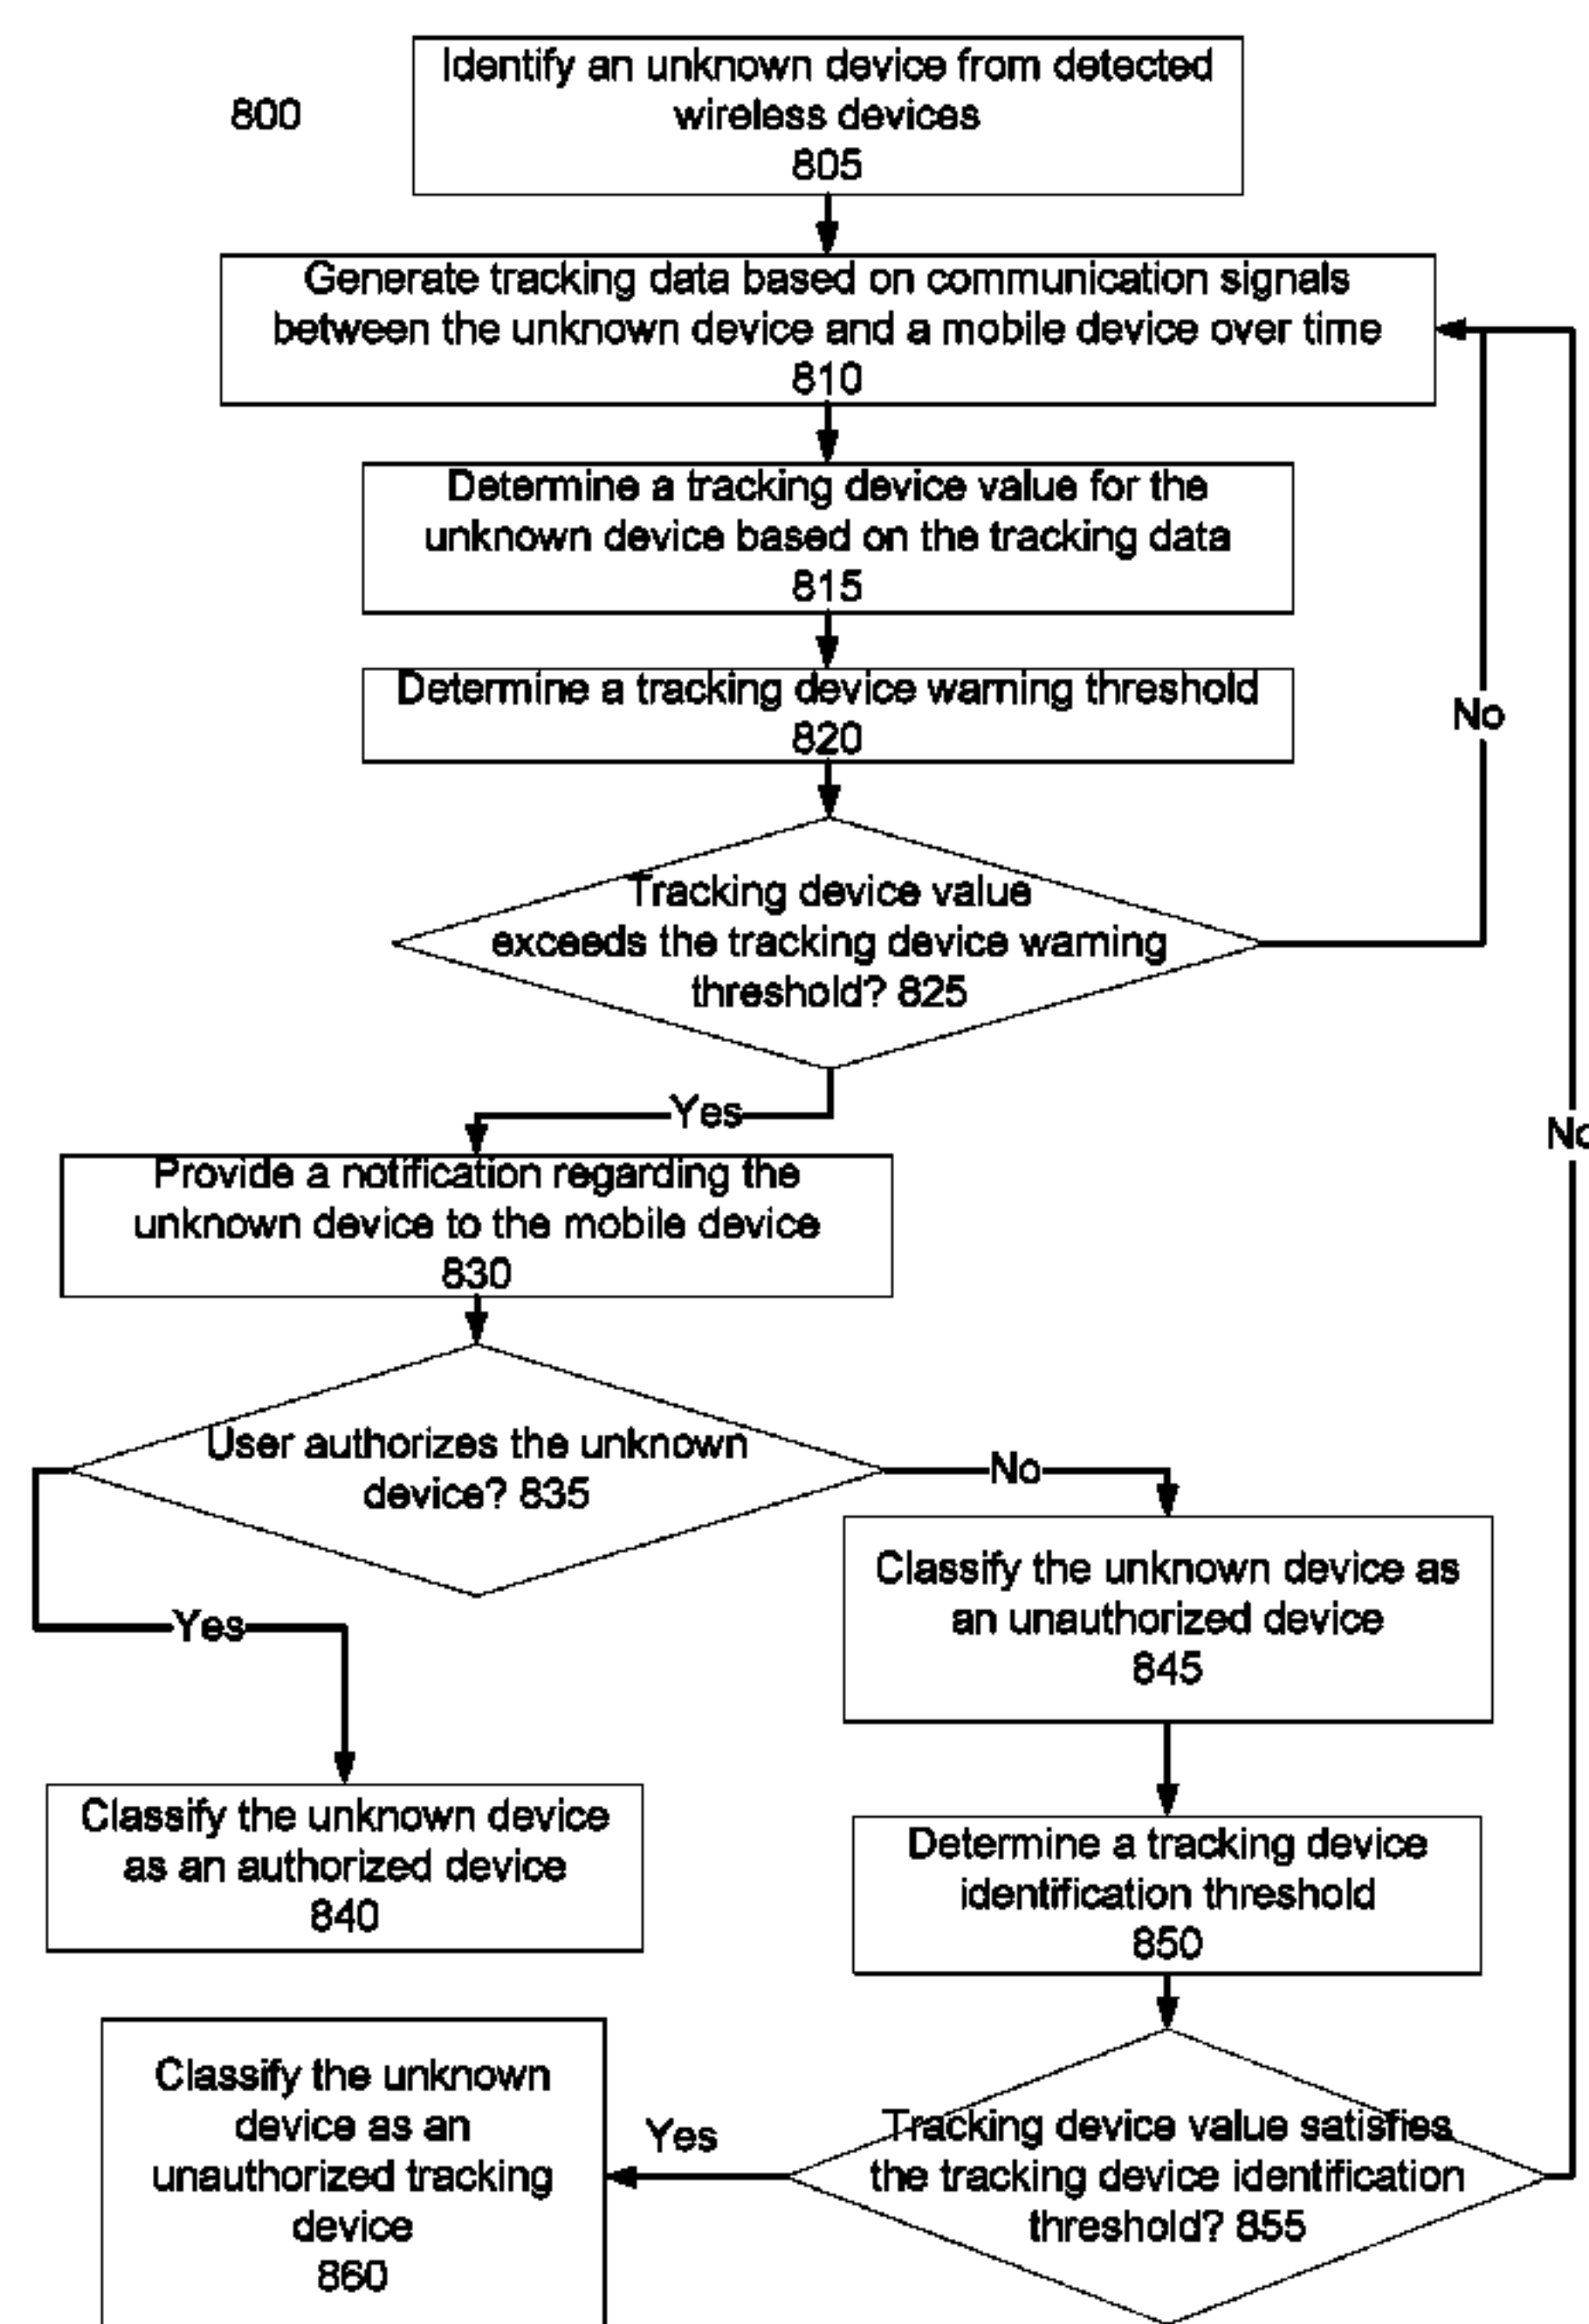 800
Identify an unknown device from detected
wireless devices
805
Generate tracking data based on communication signals
between the unknown device and a mobile device over time
810
Determine a tracking device value for the
unknown device based on the tracking data
815
Determine a tracking device warning threshold
820
No
Tracking device value
exceeds the tracking device warning
threshold? 825
Yes
No
Provide a notification regarding the
unknown device to the mobile device
830
User authorizes the unknown
device? 835
No
Yes
Classify the unknown device as
an unauthorized device
845
Classify the unknown device
as an authorized device
840
Determine a tracking device
identification threshold
850
Tracking device value satisfies
the tracking device identification
threshold? 855
Yes
Classify the unknown
device as an
unauthorized tracking
device
860